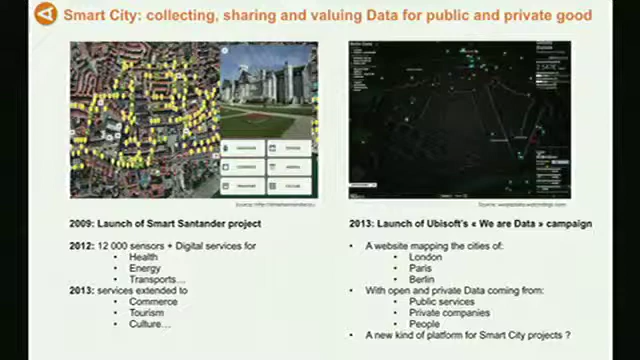 Smart City: collecting, sharing and valuing Data for public and private good
2009: Launch of Smart Santander project
2012: 12 000 sensors + Digital services for
Health
Energy
Transports…
2013: services extended to
Commerce
Tourism
Culture…
2013: Launch of Ubisoft's « We are Data » campaign
• A website mapping the cities of:
• London
• Paris
• Berlin
• With open and private Data coming from:
• Public services
• Private companies
• People
• A new kind of platform for Smart City projects ?